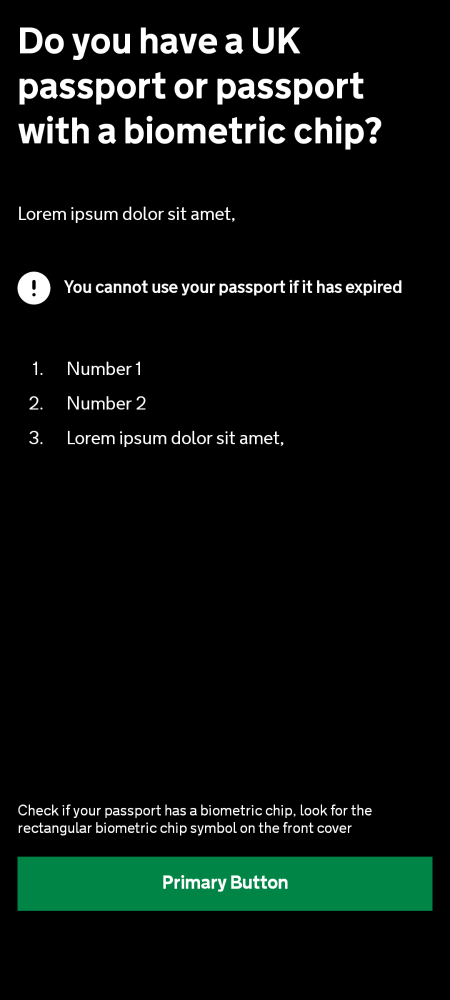 Do you have a UK
passport or passport
with a biometric chip?
Lorem ipsum dolor sit amet,
! You cannot use your passport if it has expired
1. Number 1
2. Number 2
3. Lorem ipsum dolor sit amet,
Check if your passport has a biometric chip, look for the
rectangular biometric chip symbol on the front cover
Primary Button